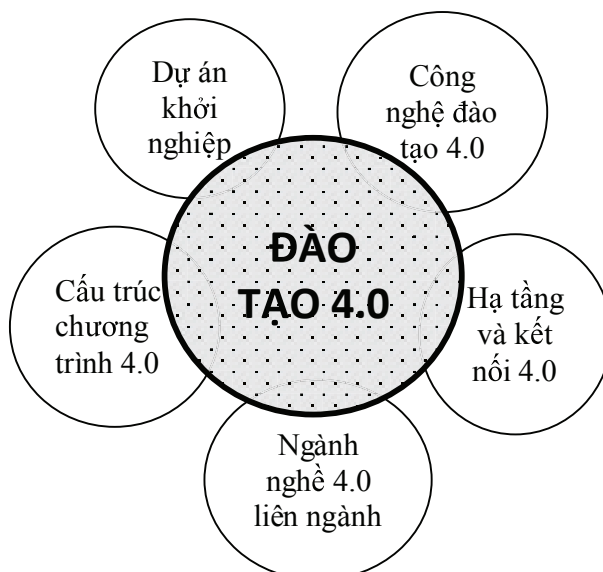 Dự án
khởi
nghiệp
Công
nghệ đào
tạo 4.0
ĐÀO
TẠO 4.0
Cấu trúc
chương
trình 4.0
Hạ tầng
và kết
nối 4.0
Ngành
nghề 4.0
liên ngành